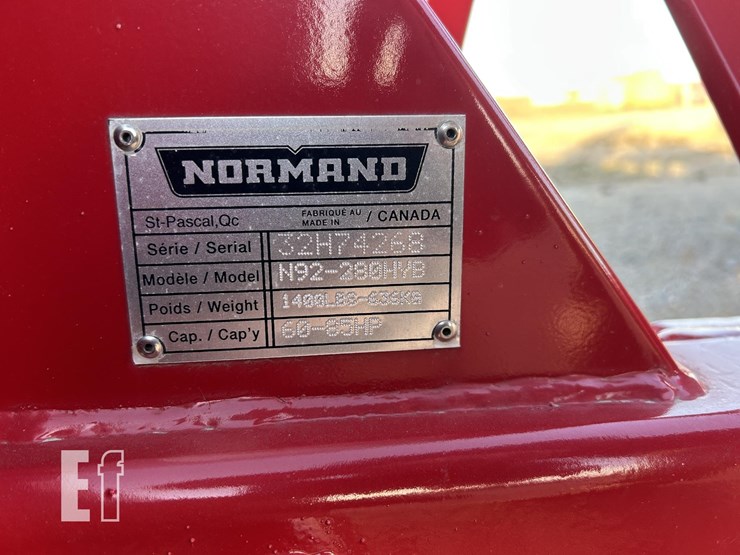 NORMAND
St-Pascal,Qc FABRIQUÉ AU MADE IN / CANADA
Série / Serial 32H74268
Modèle / Model N92-280HYB
Poids / Weight 1400LBS-636KG
Cap. / Cap'y 60-85HP
Ef